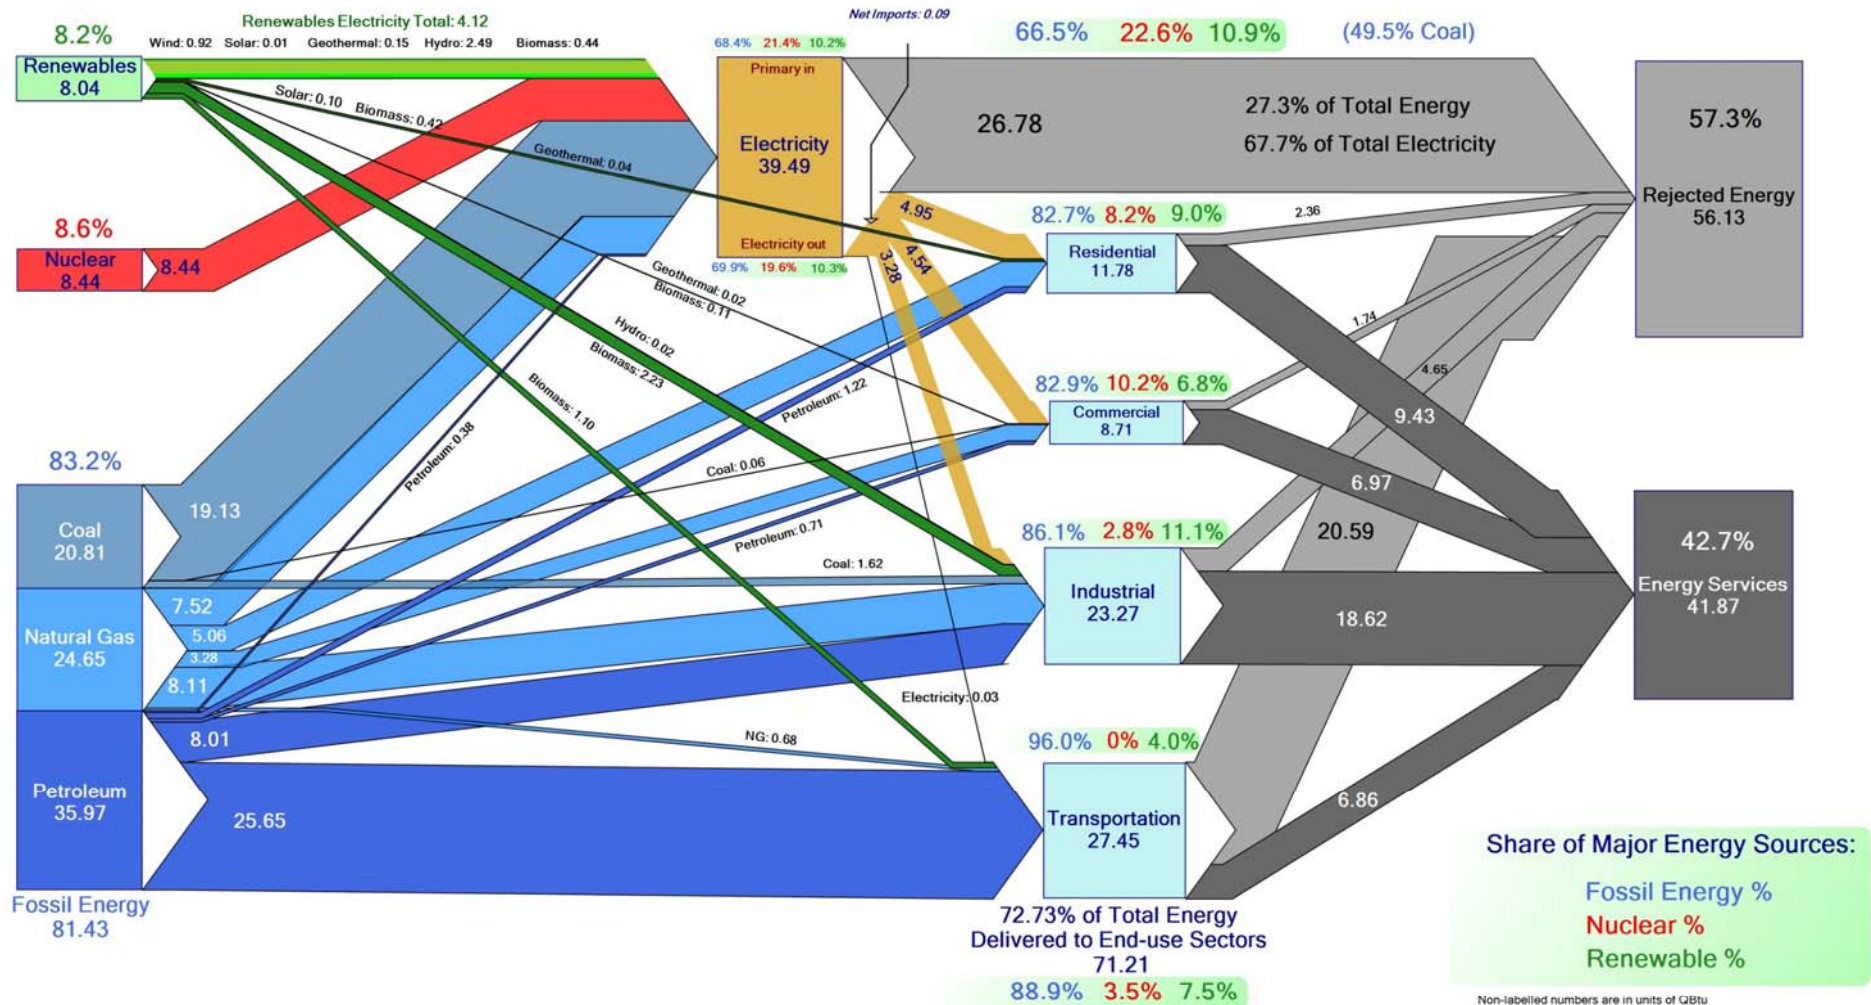 Renewables Electricity Total: 4.12
Net Imports: 0.09
8.2%
Wind: 0.92 Solar: 0.01 Geothermal: 0.15 Hydro: 2.49 Biomass: 0.44
68.4% 21.4% 10.2%
66.5% 22.6% 10.9% (49.5% Coal)
Renewables
8.04
Primary in
Solar: 0.10 Biomass: 0.42
Geothermal: 0.04
Electricity
39.49
26.78
27.3% of Total Energy
67.7% of Total Electricity
57.3%
Rejected Energy
56.13
8.6%
Nuclear
8.44
8.44
Electricity out
69.9% 19.6% 10.3%
4.95
4.54
3.28
82.7% 8.2% 9.0%
Residential
11.78
2.36
Geothermal: 0.02
Biomass: 0.11
Hydro: 0.02
Biomass: 2.23
Biomass: 1.10
Petroleum: 1.22
Petroleum: 0.38
1.74
4.65
82.9% 10.2% 6.8%
Commercial
8.71
9.43
6.97
83.2%
Coal
20.81
19.13
Coal: 0.06
Petroleum: 0.71
Coal: 1.62
86.1% 2.8% 11.1%
Industrial
23.27
20.59
18.62
42.7%
Energy Services
41.87
Natural Gas
24.65
7.52
5.06
3.28
8.11
Electricity: 0.03
NG: 0.68
8.01
Petroleum
35.97
25.65
96.0% 0% 4.0%
Transportation
27.45
6.86
Fossil Energy
81.43
72.73% of Total Energy
Delivered to End-use Sectors
71.21
88.9% 3.5% 7.5%
Share of Major Energy Sources:
Fossil Energy %
Nuclear %
Renewable %
Non-labelled numbers are in units of QBtu